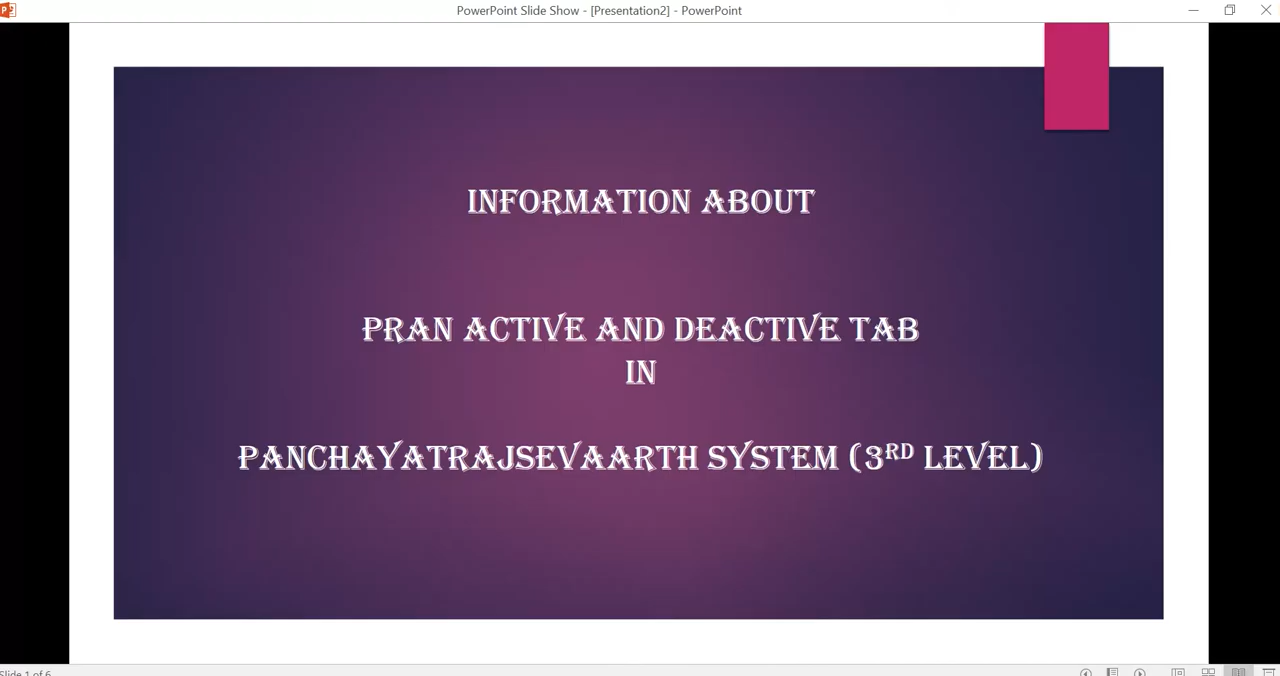 PowerPoint Slide Show - [Presentation2] - PowerPoint
INFORMATION ABOUT
PRAN ACTIVE AND DEACTIVE TAB
IN
PANCHAYATRAJSEVAARTH SYSTEM (3RD LEVEL)
Slide 1 of 6